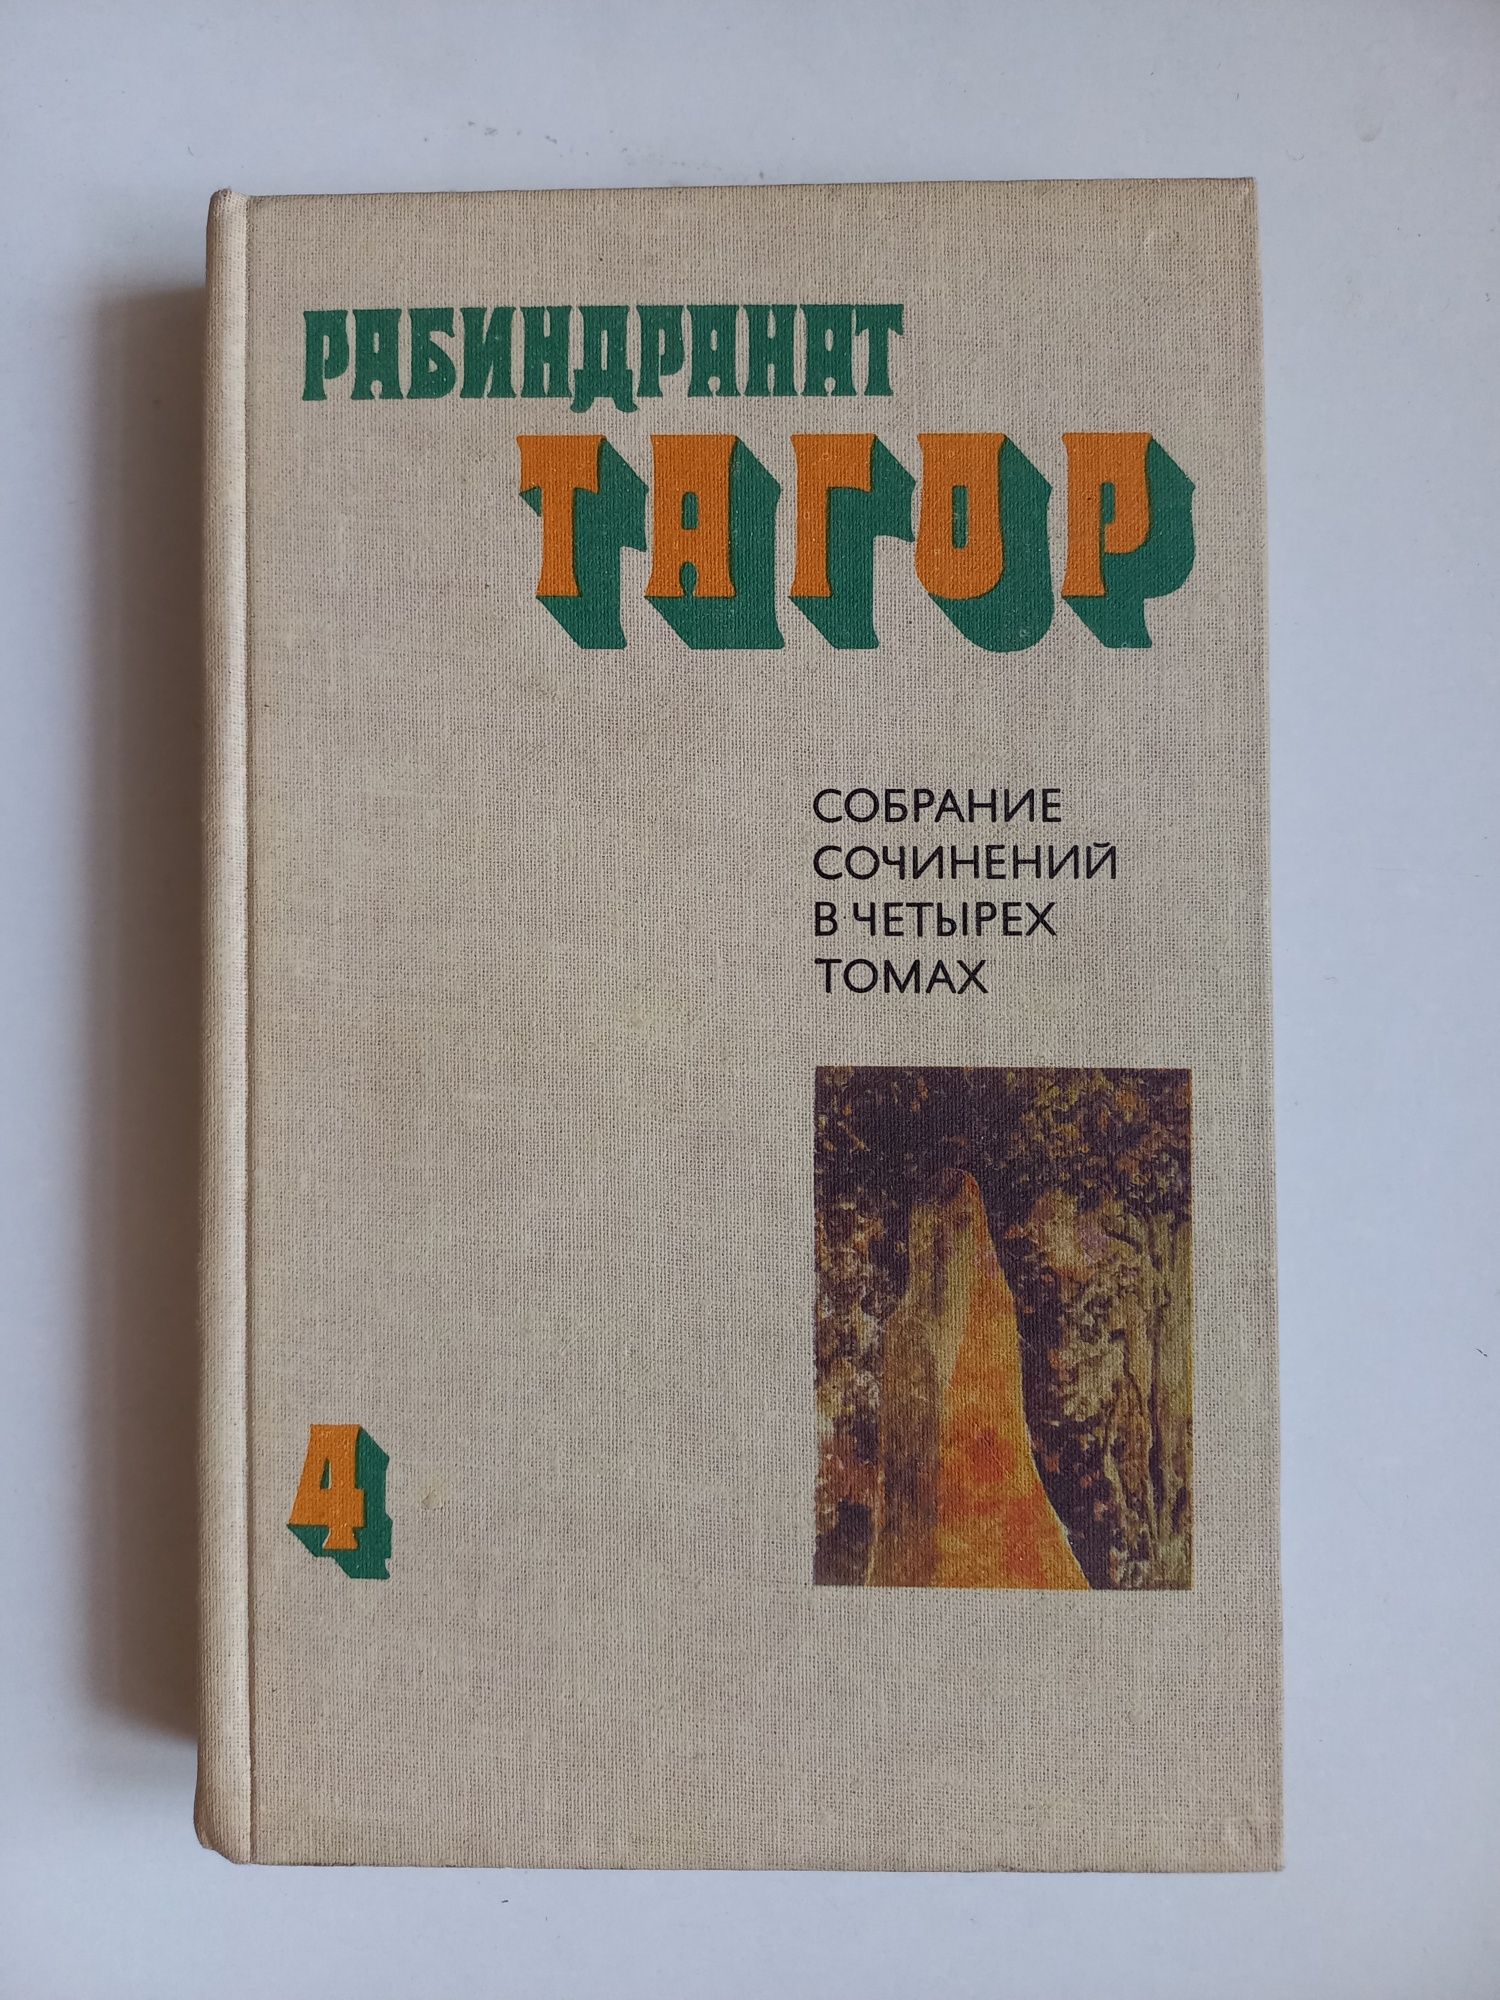 РАБИНДРАНАТ
ТАГОР
СОБРАНИЕ
СОЧИНЕНИЙ
В ЧЕТЫРЕХ
ТОМАХ
4